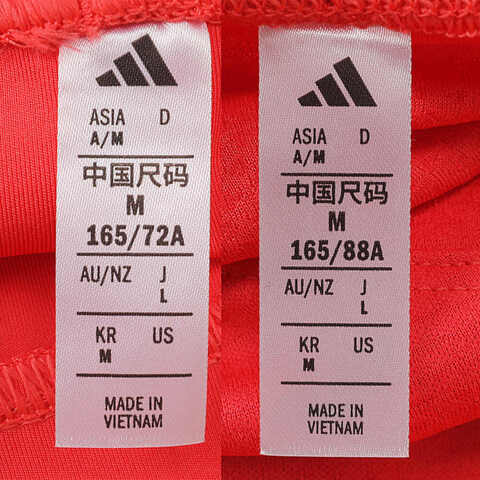 ASIA D
A/M
中国尺码
M
165/72A
AU/NZ J
L
KR US
M
MADE IN
VIETNAM
ASIA D
A/M
中国尺码
M
165/88A
AU/NZ J
L
KR US
M
MADE IN
VIETNAM